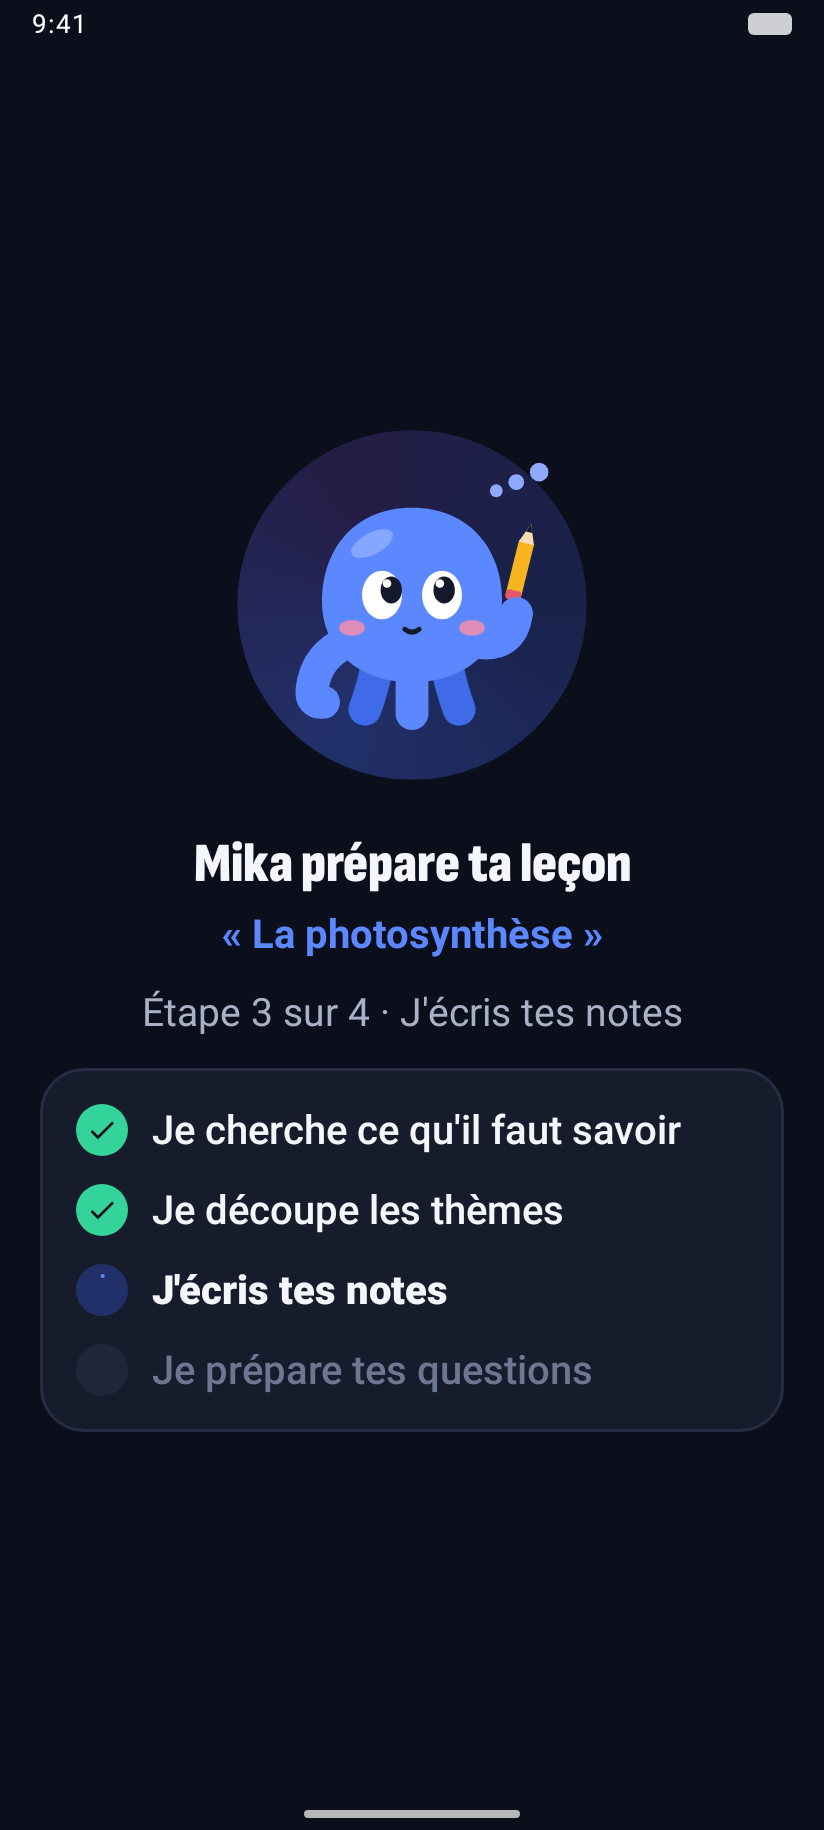 9:41
Mika prépare ta leçon
« La photosynthèse »
Étape 3 sur 4 · J'écris tes notes
Je cherche ce qu'il faut savoir
Je découpe les thèmes
J'écris tes notes
Je prépare tes questions